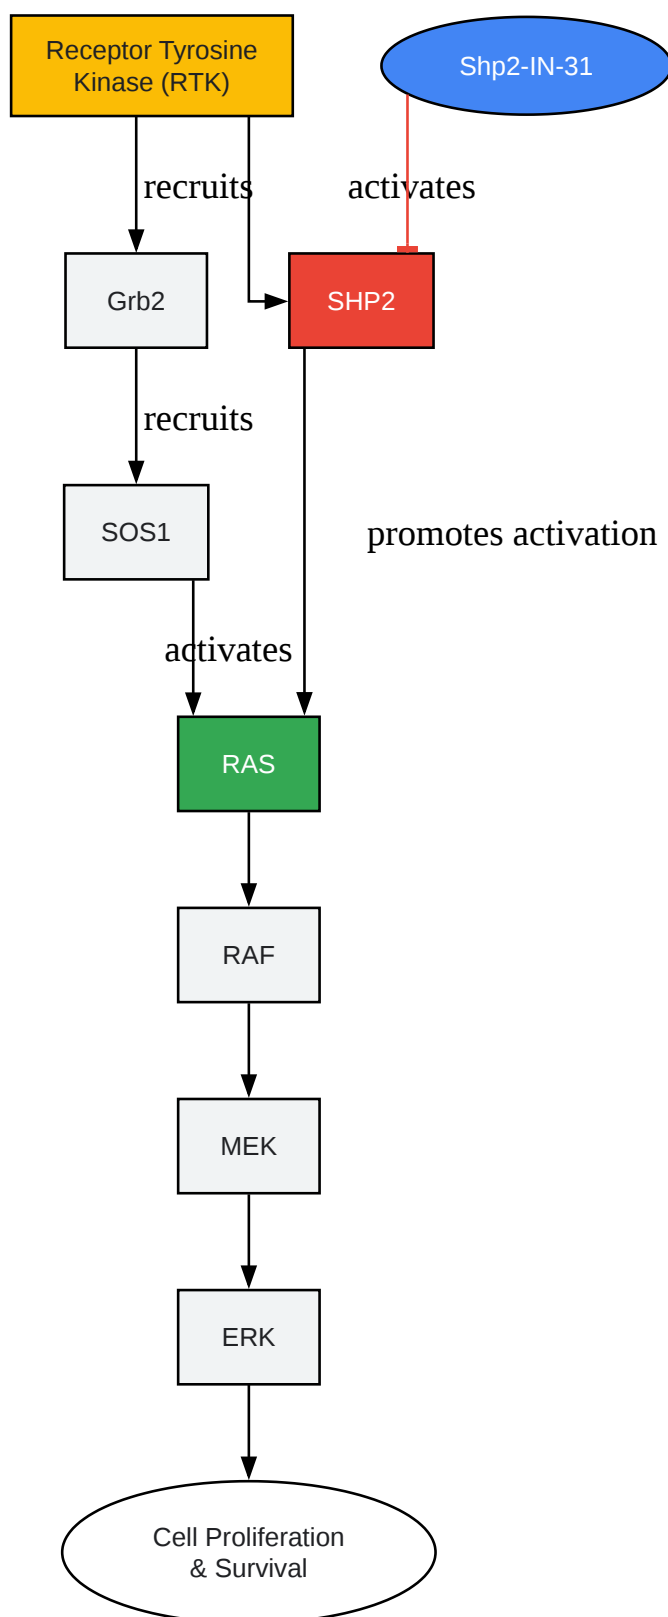 Receptor Tyrosine
Kinase (RTK)
Shp2-IN-31
recruits
activates
Grb2
SHP2
recruits
SOS1
promotes activation
activates
RAS
RAF
MEK
ERK
Cell Proliferation
& Survival